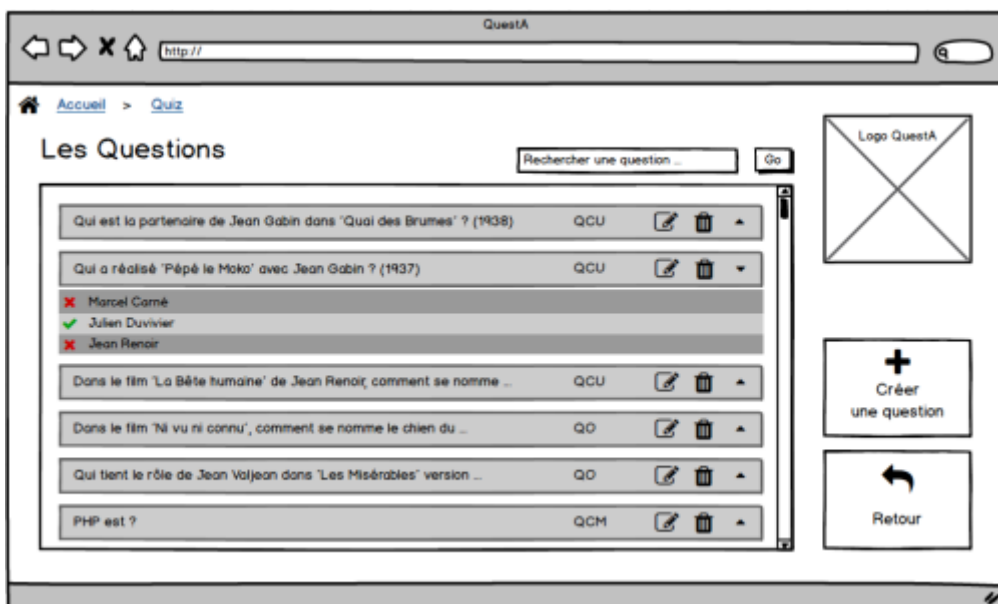 QuestA
http://
Accueil > Quiz
Les Questions
Rechercher une question ... Go
Logo QuestA
Qui est la partenaire de Jean Gabin dans "Quai des Brumes" ? (1938) QCU
Qui a réalisé "Pépé le Moko" avec Jean Gabin ? (1937) QCU
Marcel Carné
Julien Duvivier
Jean Renoir
Dans le film "La Bête humaine" de Jean Renoir, comment se nomme ... QCU
Dans le film "Ni vu ni connu", comment se nomme le chien du ... QO
Qui tient le rôle de Jean Valjean dans "Les Misérables" version ... QO
PHP est ? QCM
Créer
une question
Retour